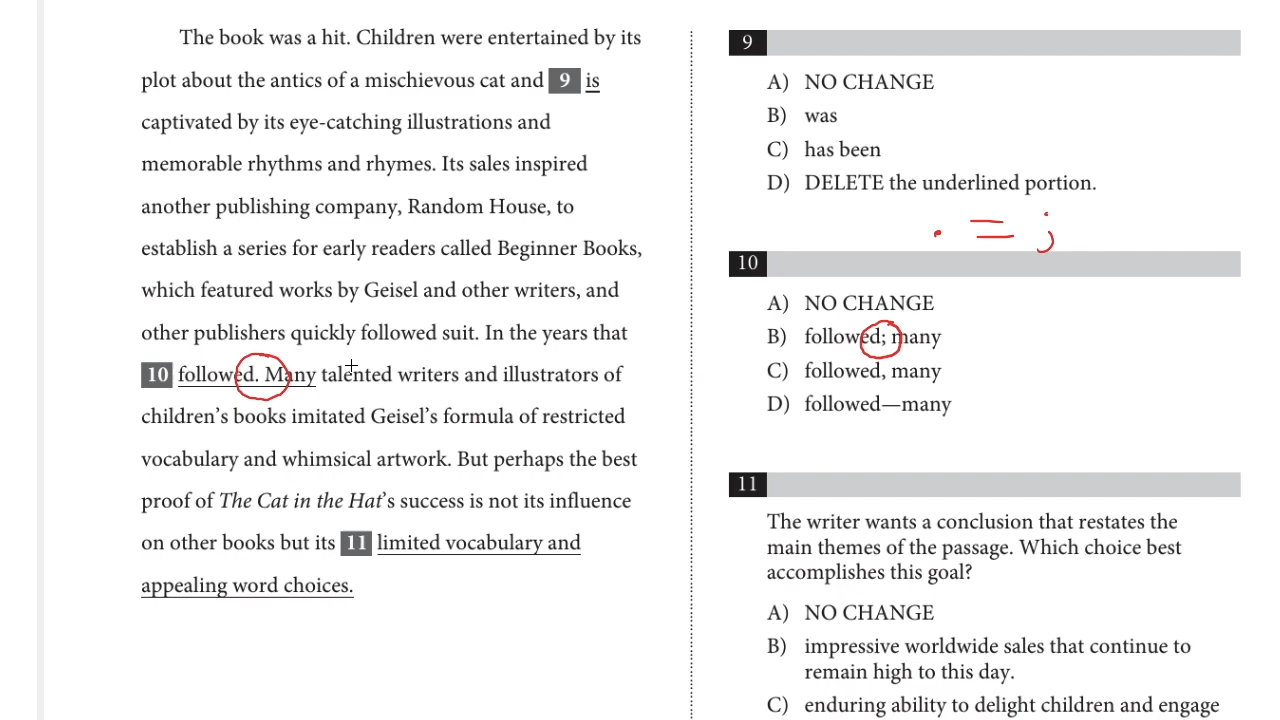 The book was a hit. Children were entertained by its
plot about the antics of a mischievous cat and 9 is
captivated by its eye-catching illustrations and
memorable rhythms and rhymes. Its sales inspired
another publishing company, Random House, to
establish a series for early readers called Beginner Books,
which featured works by Geisel and other writers, and
other publishers quickly followed suit. In the years that
10 followed. Many talented writers and illustrators of
children’s books imitated Geisel’s formula of restricted
vocabulary and whimsical artwork. But perhaps the best
proof of The Cat in the Hat’s success is not its influence
on other books but its 11 limited vocabulary and
appealing word choices.
9
A) NO CHANGE
B) was
C) has been
D) DELETE the underlined portion.
. = ;
10
A) NO CHANGE
B) followed; many
C) followed, many
D) followed—many
11
The writer wants a conclusion that restates the
main themes of the passage. Which choice best
accomplishes this goal?
A) NO CHANGE
B) impressive worldwide sales that continue to
remain high to this day.
C) enduring ability to delight children and engage